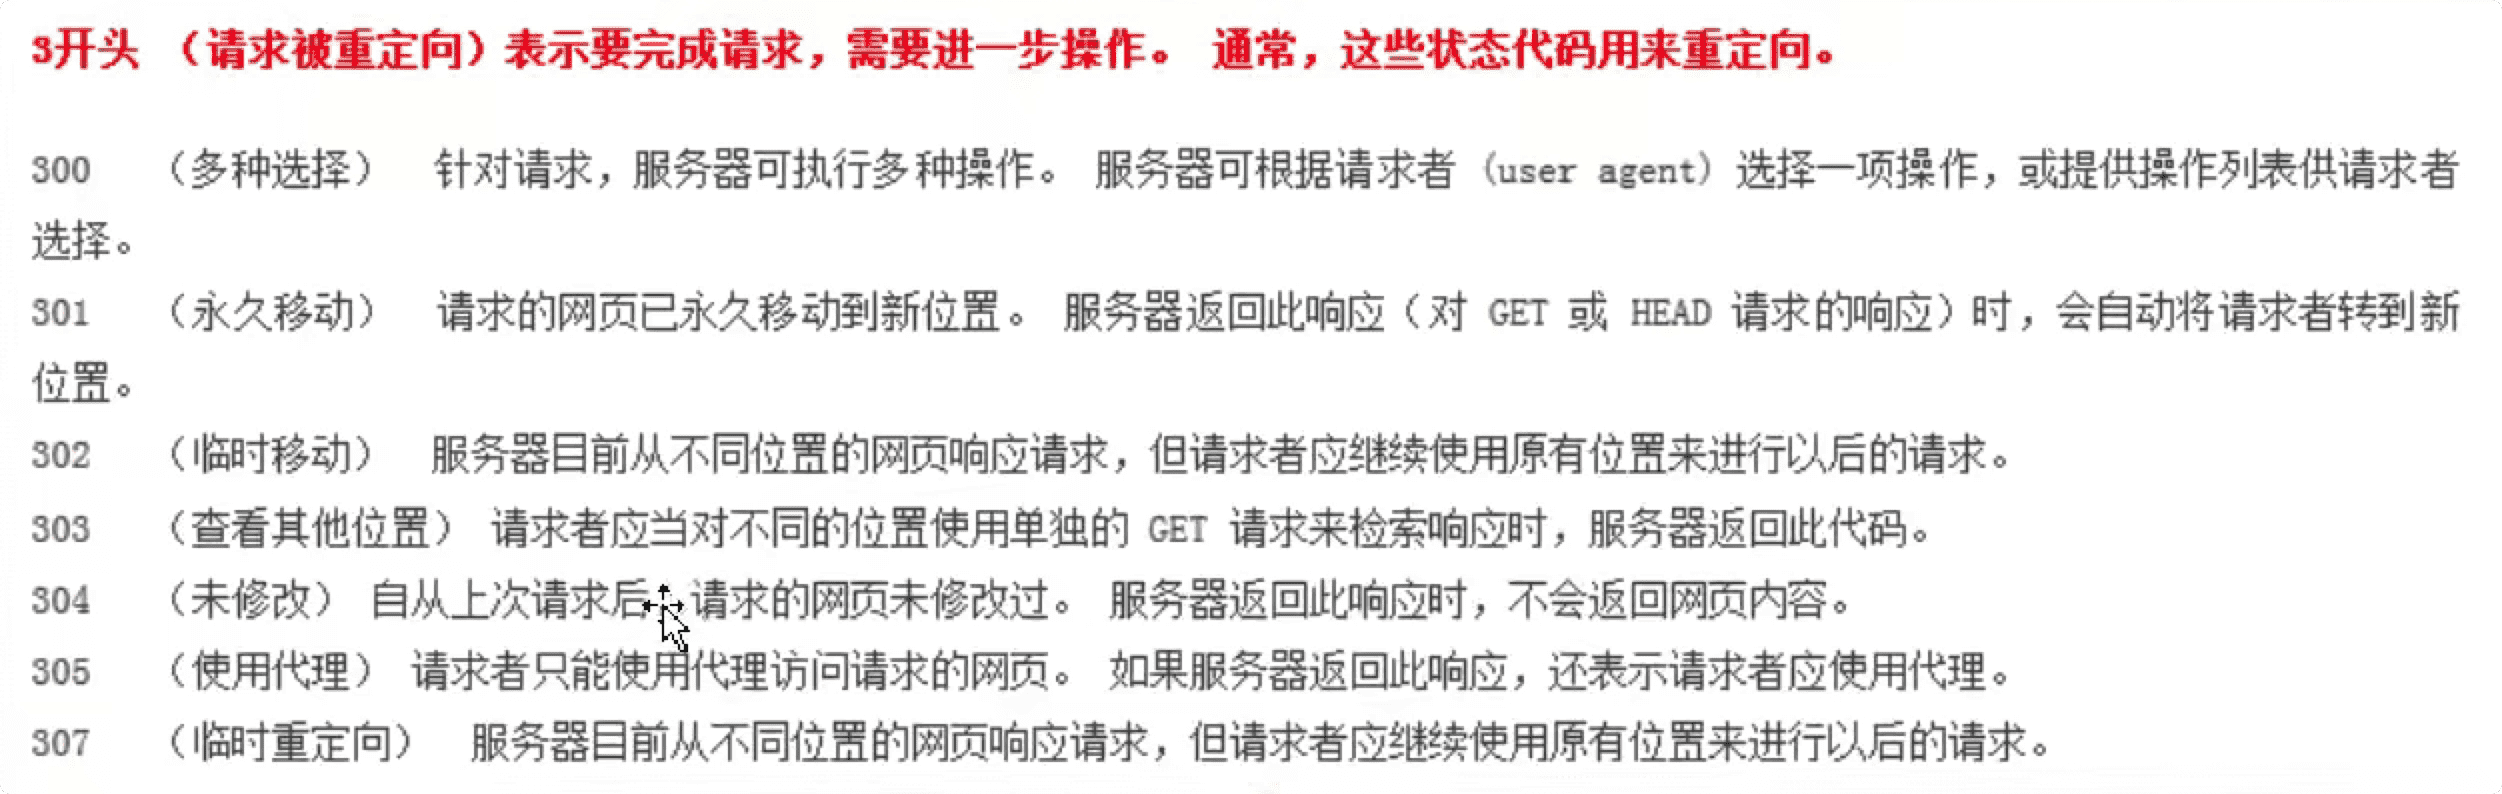 3开头 （请求被重定向）表示要完成请求，需要进一步操作。 通常，这些状态代码用来重定向。
300 （多种选择） 针对请求，服务器可执行多种操作。 服务器可根据请求者 (user agent) 选择一项操作，或提供操作列表供请求者
选择。
301 （永久移动） 请求的网页已永久移动到新位置。 服务器返回此响应（对 GET 或 HEAD 请求的响应）时，会自动将请求者转到新
位置。
302 （临时移动） 服务器目前从不同位置的网页响应请求，但请求者应继续使用原有位置来进行以后的请求。
303 （查看其他位置） 请求者应当对不同的位置使用单独的 GET 请求来检索响应时，服务器返回此代码。
304 （未修改） 自从上次请求后 请求的网页未修改过。 服务器返回此响应时，不会返回网页内容。
305 （使用代理） 请求者只能使用代理访问请求的网页。 如果服务器返回此响应，还表示请求者应使用代理。
307 （临时重定向） 服务器目前从不同位置的网页响应请求，但请求者应继续使用原有位置来进行以后的请求。